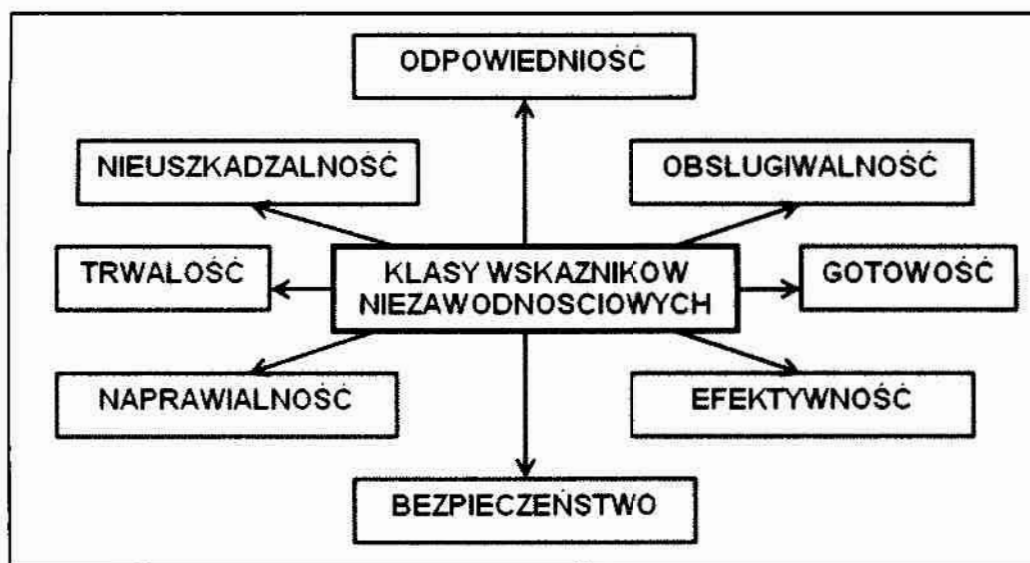 ODPOWIEDNIOŚĆ
NIEUSZKADZALNOŚĆ
OBSŁUGIWALNOŚĆ
TRWAŁOŚĆ
KLASY WSKAZNIKOW
NIEZAWODNOSCIOWYCH
GOTOWOŚĆ
NAPRAWIALNOŚĆ
EFEKTYWNOŚĆ
BEZPIECZEŃSTWO